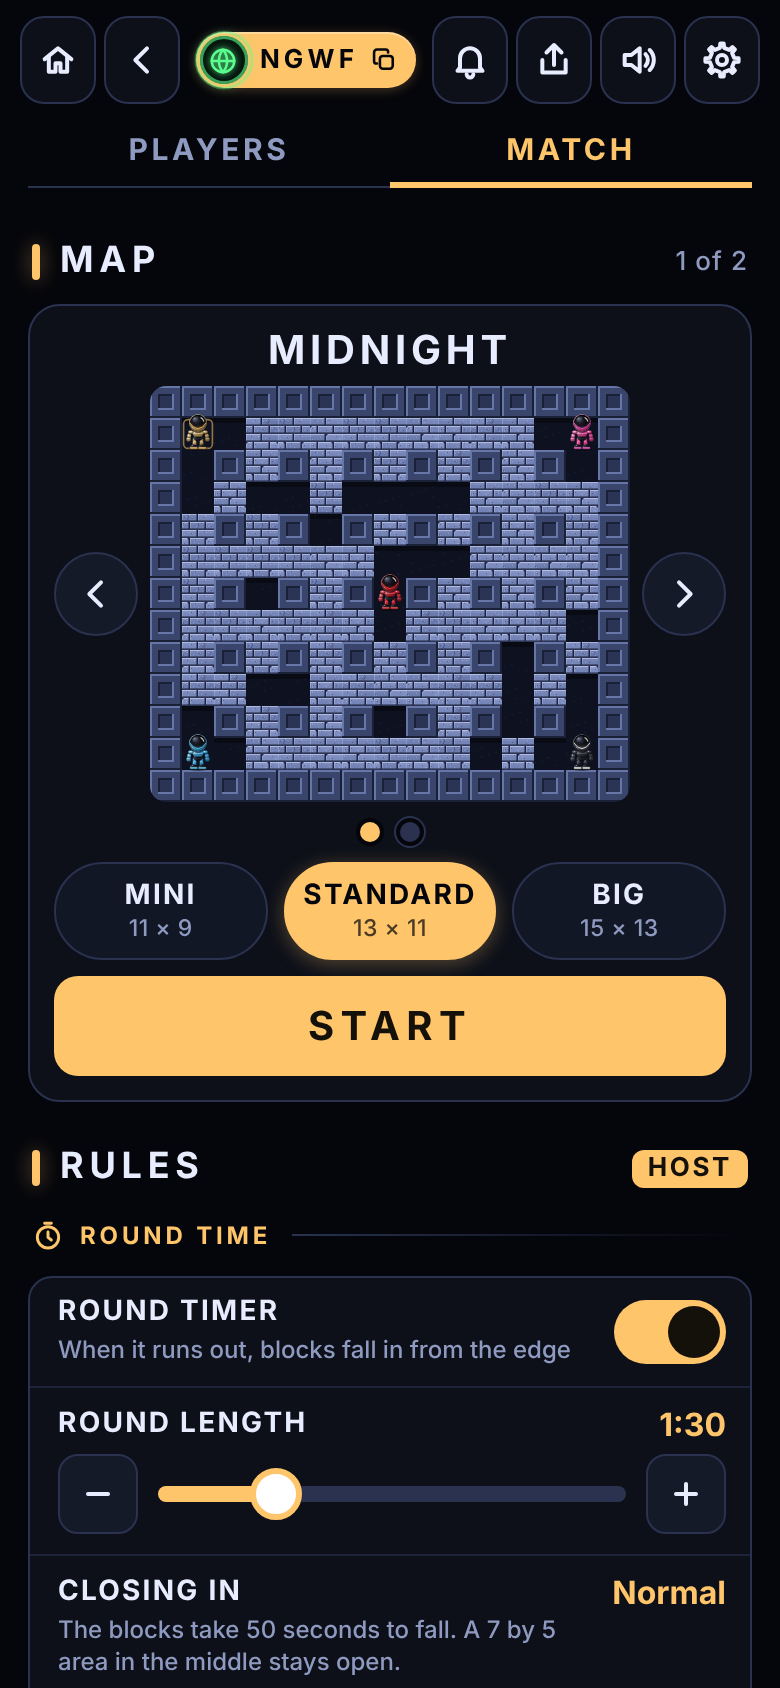 NGWF
PLAYERS
MATCH
MAP
1 of 2
MIDNIGHT
MINI
11 × 9
STANDARD
13 × 11
BIG
15 × 13
START
RULES
HOST
ROUND TIME
ROUND TIMER
When it runs out, blocks fall in from the edge
ROUND LENGTH
1:30
CLOSING IN
Normal
The blocks take 50 seconds to fall. A 7 by 5
area in the middle stays open.